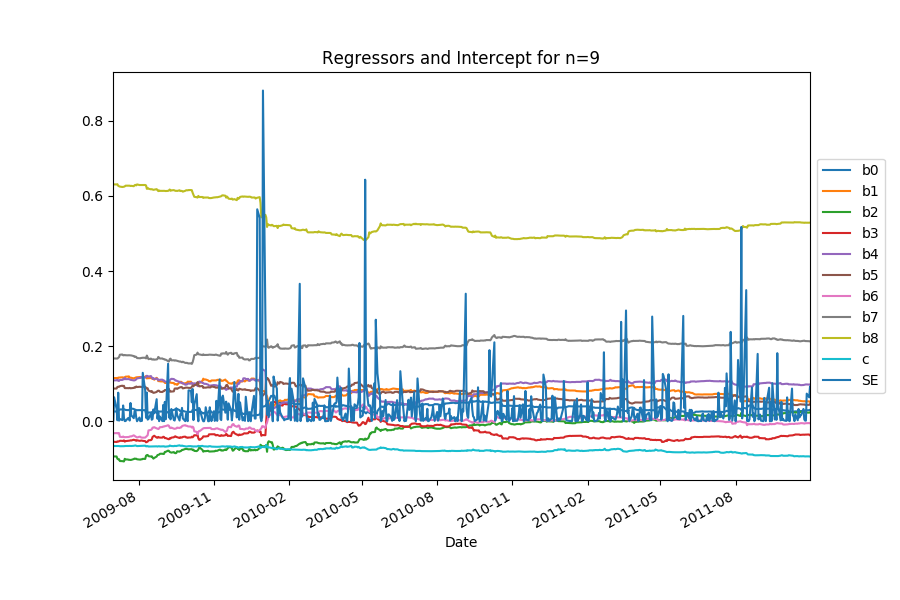 Regressors and Intercept for n=9
0.8
0.6
0.4
0.2
0.0
2009-08
2009-11
2010-02
2010-05
2010-08
2010-11
2011-02
2011-05
2011-08
Date
b0
b1
b2
b3
b4
b5
b6
b7
b8
c
SE